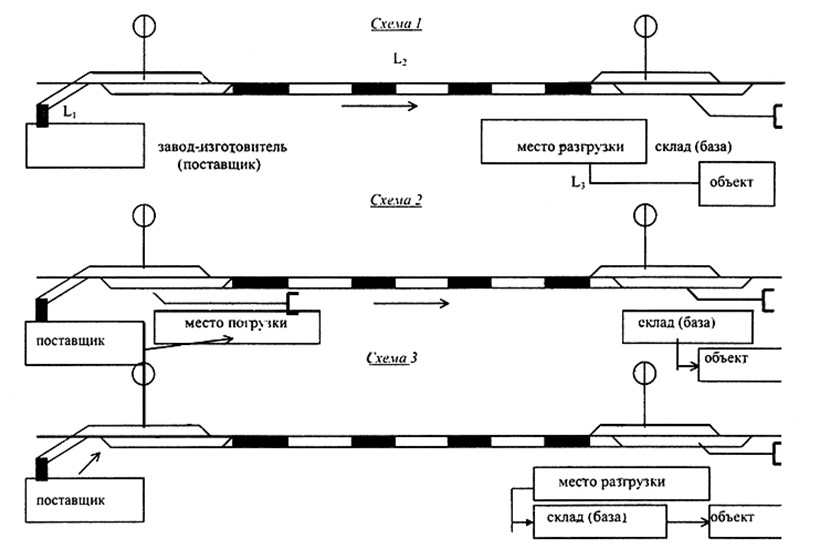 Схема 1
L₂
L₁
завод-изготовитель
(поставщик)
место разгрузки
склад (база)
L₃
объект
Схема 2
поставщик
место погрузки
склад (база)
объект
Схема 3
поставщик
место разгрузки
склад (база)
объект